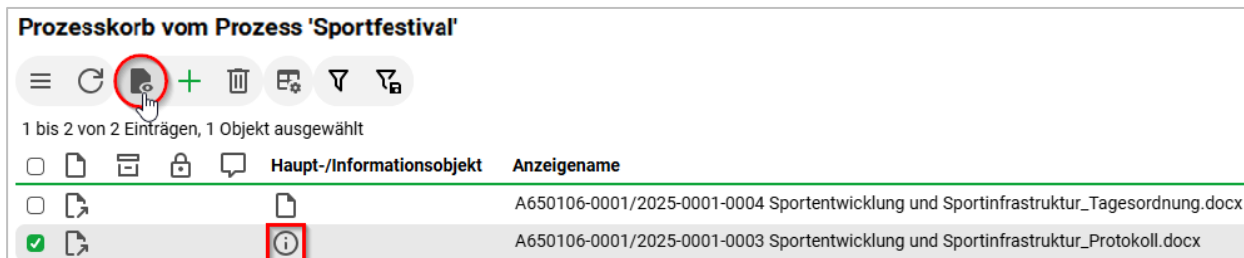 Prozesskorb vom Prozess 'Sportfestival'
1 bis 2 von 2 Einträgen, 1 Objekt ausgewählt
Haupt-/Informationsobjekt Anzeigename
A650106-0001/2025-0001-0004 Sportentwicklung und Sportinfrastruktur_Tagesordnung.docx
A650106-0001/2025-0001-0003 Sportentwicklung und Sportinfrastruktur_Protokoll.docx